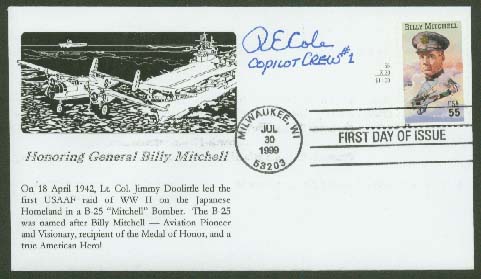 BILLY MITCHELL
R E Cole
COPILOT CREW #1
USA
55
MILWAUKEE, WI
JUL
30
1999
53203
FIRST DAY OF ISSUE
Honoring General Billy Mitchell
On 18 April 1942, Lt. Col. Jimmy Doolittle led the
first USAAF raid of WW II on the Japanese
Homeland in a B-25 “Mitchell” Bomber. The B 25
was named after Billy Mitchell — Aviation Pioneer
and Visionary, recipient of the Medal of Honor, and a
true American Hero!